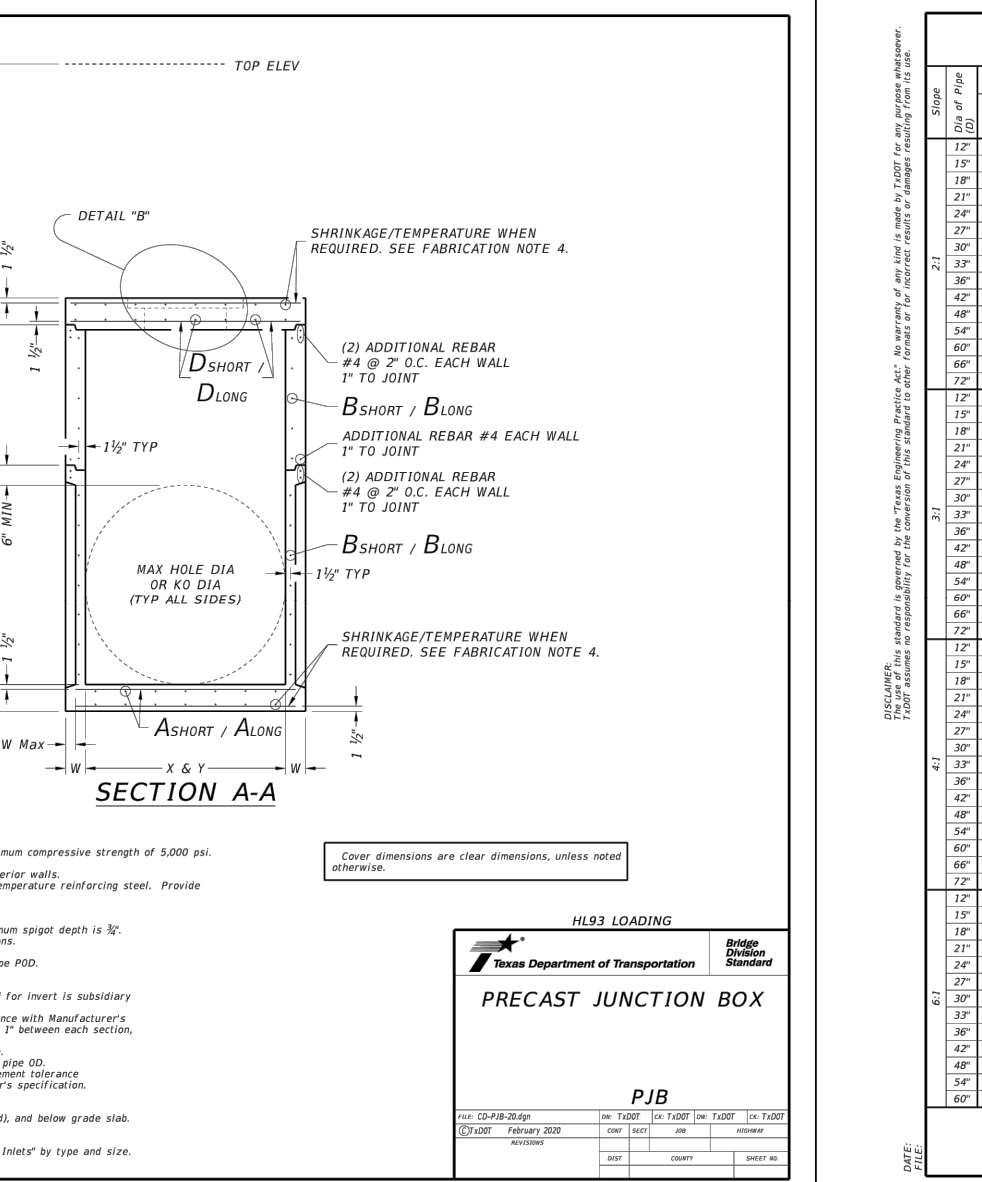 TOP ELEV
DETAIL "B"
SHRINKAGE/TEMPERATURE WHEN
REQUIRED. SEE FABRICATION NOTE 4.
1 ½"
1 ½"
(2) ADDITIONAL REBAR
#4 @ 2" O.C. EACH WALL
1" TO JOINT
DSHORT /
DLONG
BSHORT / BLONG
ADDITIONAL REBAR #4 EACH WALL
1" TO JOINT
1½" TYP
(2) ADDITIONAL REBAR
#4 @ 2" O.C. EACH WALL
1" TO JOINT
6" MIN
BSHORT / BLONG
MAX HOLE DIA
OR KO DIA
(TYP ALL SIDES)
1½" TYP
1 ½"
SHRINKAGE/TEMPERATURE WHEN
REQUIRED. SEE FABRICATION NOTE 4.
ASHORT / ALONG
1 ½"
W Max
W
X & Y
W
SECTION A-A
mum compressive strength of 5,000 psi.
erior walls.
emperature reinforcing steel. Provide
num spigot depth is ¾".
ons.
pe POD.
for invert is subsidiary
nce with Manufacturer's
1" between each section,
pipe OD.
ement tolerance
r's specification.
d), and below grade slab.
Inlets" by type and size.
Cover dimensions are clear dimensions, unless noted
otherwise.
HL93 LOADING
Texas Department of Transportation
Bridge
Division
Standard
PRECAST JUNCTION BOX
PJB
FILE: CD-PJB-20.dgn
DN: TxDOT
CK: TxDOT
DW: TxDOT
CK: TxDOT
©TxDOT February 2020
CONT
SECT
JOB
HIGHWAY
REVISIONS
DIST
COUNTY
SHEET NO.
DISCLAIMER:
The use of this standard is governed by the "Texas Engineering Practice Act." No warranty of any kind is made by TxDOT for any purpose whatsoever.
TxDOT assumes no responsibility for the conversion of this standard to other formats or for incorrect results or damages resulting from its use.
DATE:
FILE:
Slope
Dia of Pipe
(D)
2:1
12"
15"
18"
21"
24"
27"
30"
33"
36"
42"
48"
54"
60"
66"
72"
3:1
12"
15"
18"
21"
24"
27"
30"
33"
36"
42"
48"
54"
60"
66"
72"
4:1
12"
15"
18"
21"
24"
27"
30"
33"
36"
42"
48"
54"
60"
66"
72"
6:1
12"
15"
18"
21"
24"
27"
30"
33"
36"
42"
48"
54"
60"